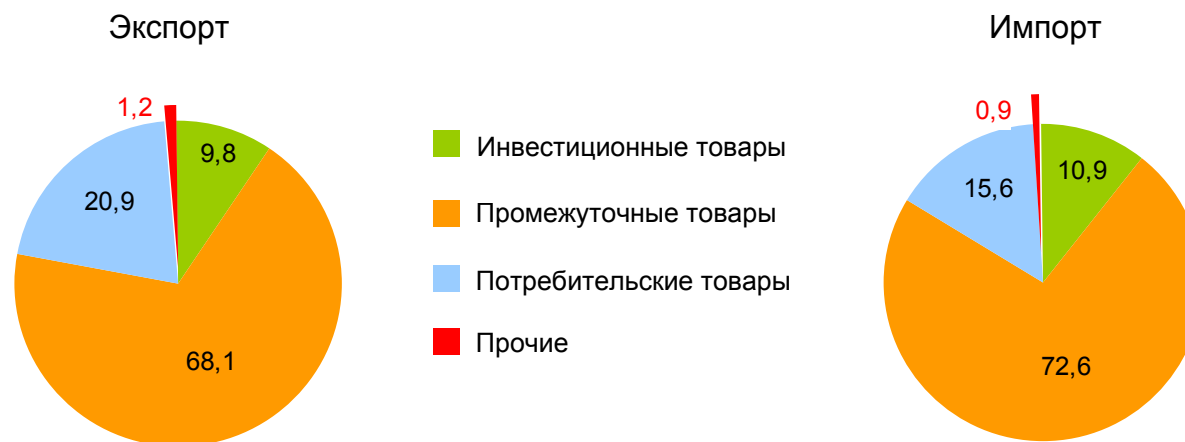 Экспорт
1,2
9,8
20,9
68,1
Инвестиционные товары
Промежуточные товары
Потребительские товары
Прочие
Импорт
0,9
10,9
15,6
72,6